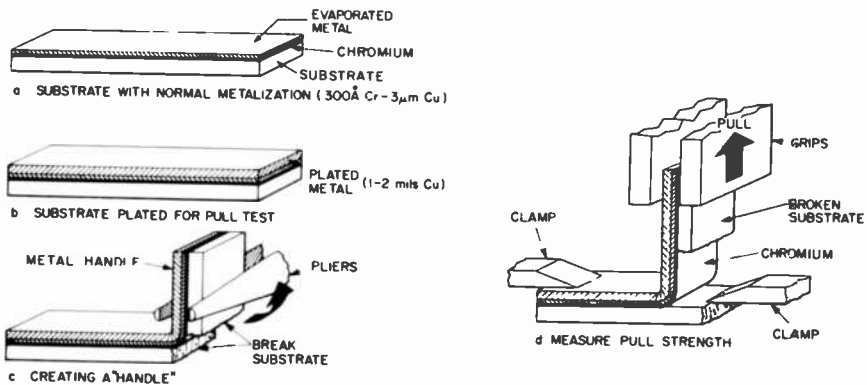 EVAPORATED
METAL
CHROMIUM
SUBSTRATE
a SUBSTRATE WITH NORMAL METALIZATION (300Å Cr-3µm Cu)
PLATED
METAL (1-2 mils Cu)
b SUBSTRATE PLATED FOR PULL TEST
METAL HANDLE
PLIERS
BREAK
SUBSTRATE
c CREATING A "HANDLE"
PULL
GRIPS
BROKEN
SUBSTRATE
CLAMP
CHROMIUM
CLAMP
d MEASURE PULL STRENGTH